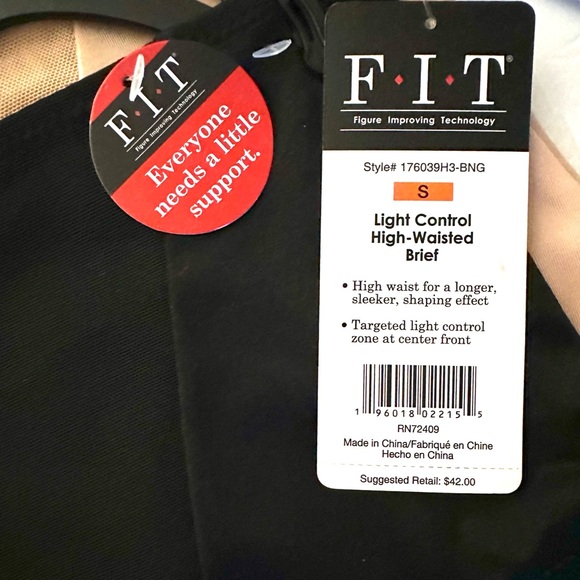 F·I·T
Figure Improving Technology
Everyone
needs a little
support.
F·I·T®
Figure Improving Technology
Style# 176039H3-BNG
S
Light Control
High-Waisted
Brief
• High waist for a longer,
sleeker, shaping effect
• Targeted light control
zone at center front
1 96018 02215 5
RN72409
Made in China/Fabriqué en Chine
Hecho en China
Suggested Retail: $42.00